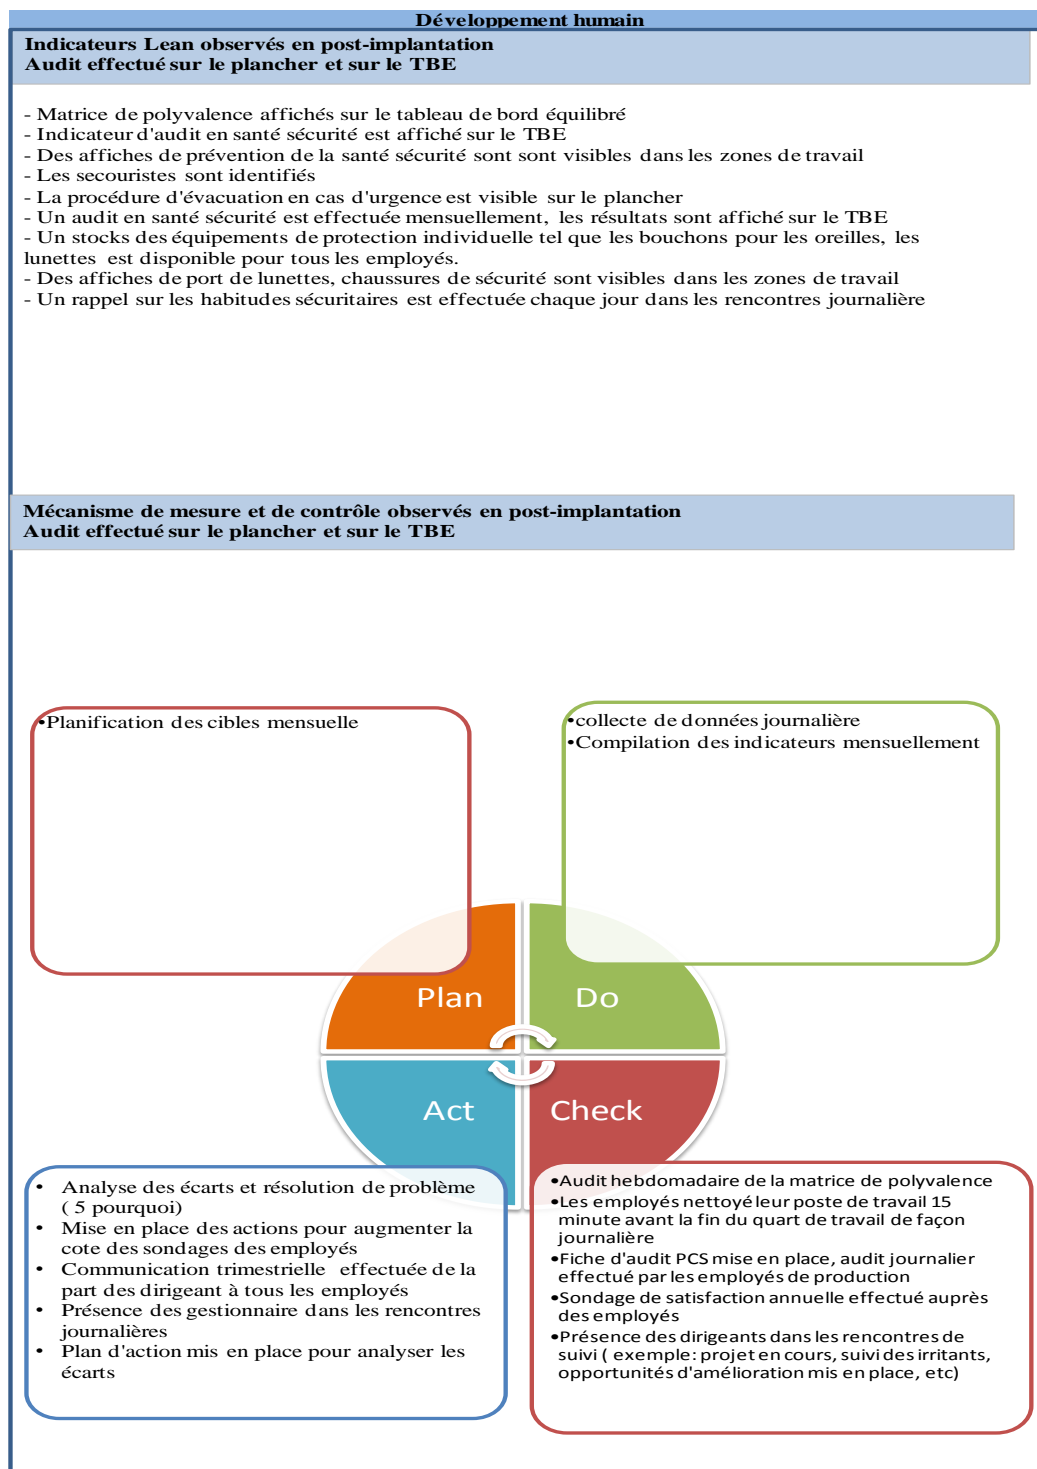 Développement humain
Indicateurs Lean observés en post-implantation
Audit effectué sur le plancher et sur le TBE
- Matrice de polyvalence affichés sur le tableau de bord équilibré
- Indicateur d'audit en santé sécurité est affiché sur le TBE
- Des affiches de prévention de la santé sécurité sont sont visibles dans les zones de travail
- Les secouristes sont identifiés
- La procédure d'évacuation en cas d'urgence est visible sur le plancher
- Un audit en santé sécurité est effectuée mensuellement, les résultats sont affiché sur le TBE
- Un stocks des équipements de protection individuelle tel que les bouchons pour les oreilles, les
lunettes est disponible pour tous les employés.
- Des affiches de port de lunettes, chaussures de sécurité sont visibles dans les zones de travail
- Un rappel sur les habitudes sécuritaires est effectuée chaque jour dans les rencontres journalière
Mécanisme de mesure et de contrôle observés en post-implantation
Audit effectué sur le plancher et sur le TBE
•Planification des cibles mensuelle
•collecte de données journalière
•Compilation des indicateurs mensuellement
Plan
Do
Act
Check
• Analyse des écarts et résolution de problème
( 5 pourquoi)
• Mise en place des actions pour augmenter la
cote des sondages des employés
• Communication trimestrielle effectuée de la
part des dirigeant à tous les employés
• Présence des gestionnaire dans les rencontres
journalières
• Plan d'action mis en place pour analyser les
écarts
•Audit hebdomadaire de la matrice de polyvalence
•Les employés nettoyé leur poste de travail 15
minute avant la fin du quart de travail de façon
journalière
•Fiche d'audit PCS mise en place, audit journalier
effectué par les employés de production
•Sondage de satisfaction annuelle effectué auprès
des employés
•Présence des dirigeants dans les rencontres de
suivi ( exemple: projet en cours, suivi des irritants,
opportunités d'amélioration mis en place, etc)